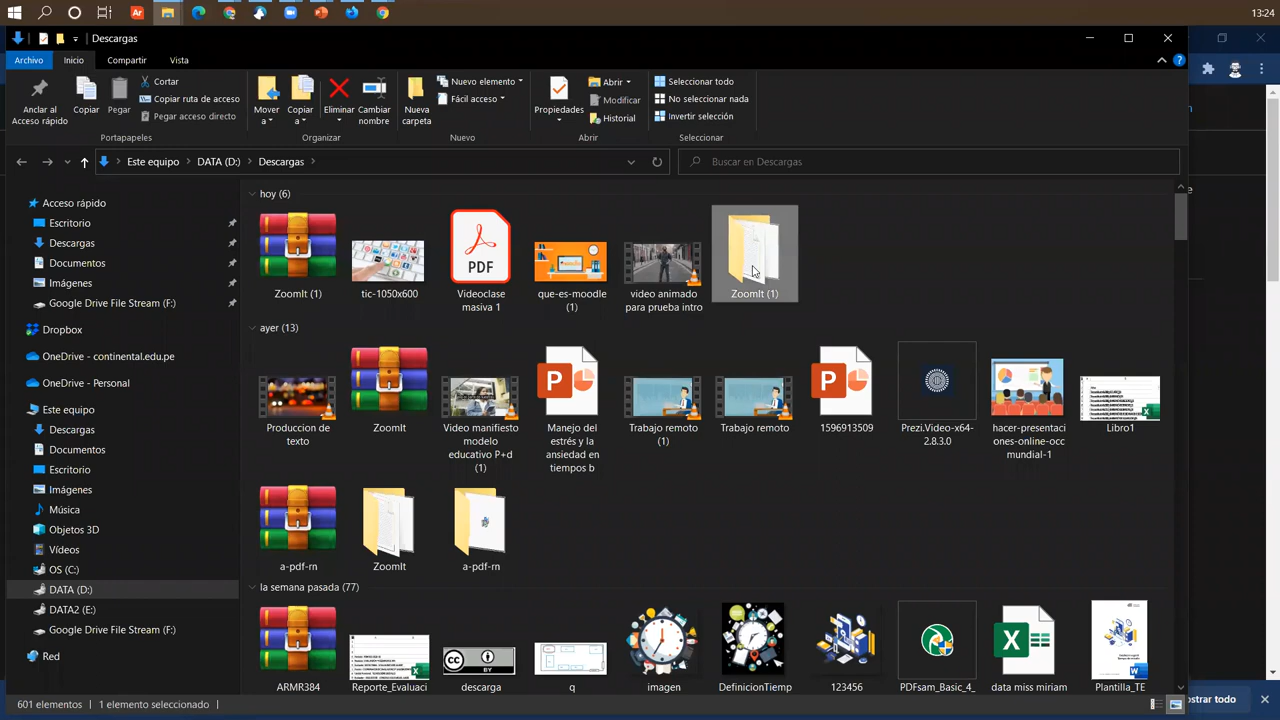 13:24
Descargas
Archivo Inicio Compartir Vista
Anclar al Acceso rápido
Copiar
Pegar
Cortar
Copiar ruta de acceso
Pegar acceso directo
Portapapeles
Mover a
Copiar a
Eliminar
Cambiar nombre
Organizar
Nueva carpeta
Nuevo elemento
Fácil acceso
Nuevo
Propiedades
Abrir
Modificar
Historial
Abrir
Seleccionar todo
No seleccionar nada
Invertir selección
Seleccionar
Este equipo > DATA (D:) > Descargas >
Buscar en Descargas
Acceso rápido
Escritorio
Descargas
Documentos
Imágenes
Google Drive File Stream (F:)
Dropbox
OneDrive - continental.edu.pe
OneDrive - Personal
Este equipo
Descargas
Documentos
Escritorio
Imágenes
Música
Objetos 3D
Vídeos
OS (C:)
DATA (D:)
DATA2 (E:)
Google Drive File Stream (F:)
Red
hoy (6)
ZoomIt (1)
tic-1050x600
PDF
Videoclase masiva 1
que-es-moodle (1)
video animado para prueba intro
ZoomIt (1)
ayer (13)
Produccion de texto
ZoomIt
Video manifiesto modelo educativo P+d (1)
Manejo del estrés y la ansiedad en tiempos b
Trabajo remoto (1)
Trabajo remoto
1596913509
Prezi.Video-x64-2.8.3.0
hacer-presentaciones-online-occ mundial-1
Libro1
a-pdf-rn
ZoomIt
a-pdf-rn
la semana pasada (77)
ARMR384
Reporte_Evaluaci
descarga
q
imagen
DefinicionTiemp
123456
PDFsam_Basic_4_
data miss miriam
Plantilla_TE
601 elementos
1 elemento seleccionado
ostrar todo